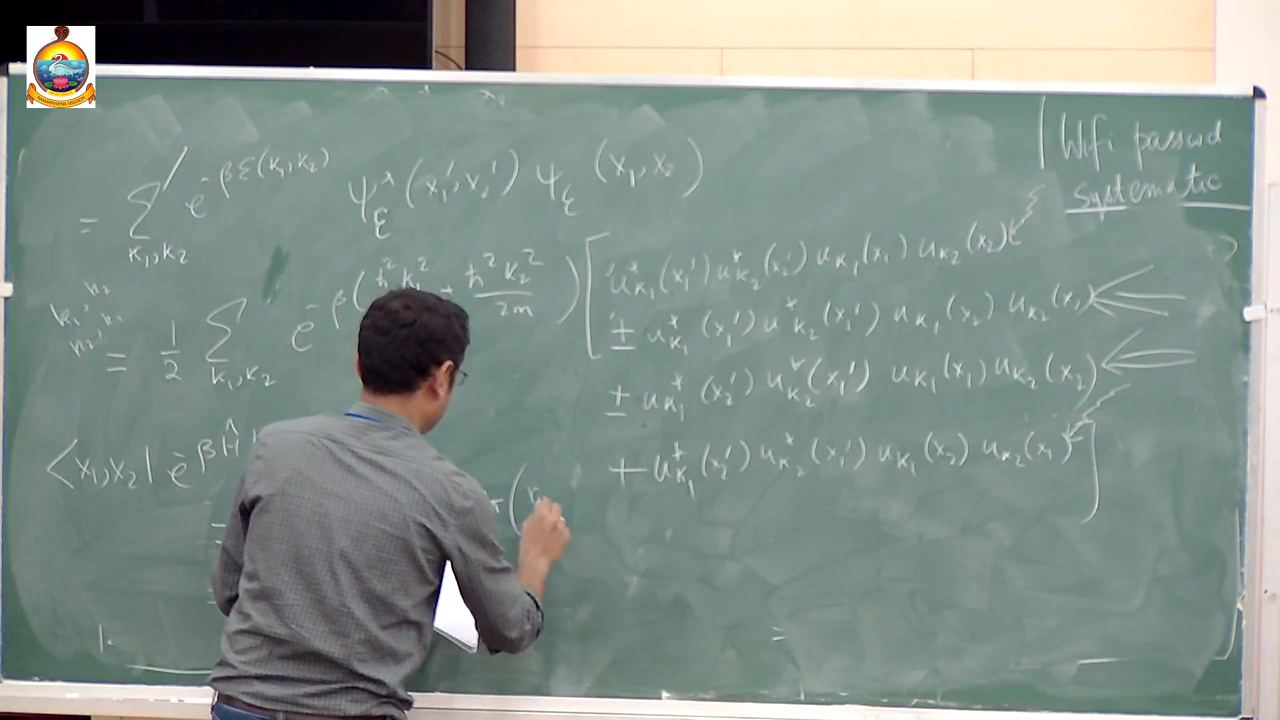 Wifi passwd
systematic
= Σ′_{k₁,k₂} e^{-βε(k₁,k₂)} ψ*_ε(x₁′,x₂′) ψ_ε(x₁,x₂)
= 1/2 Σ_{k₁,k₂} e^{-β(ħ²k₁² + ħ²k₂²/2m)} [u*_{k₁}(x₁′) u*_{k₂}(x₂′) u_{k₁}(x₁) u_{k₂}(x₂)
± u*_{k₁}(x₁′) u*_{k₂}(x₂′) u_{k₁}(x₂) u_{k₂}(x₁)
± u*_{k₁}(x₂′) u*_{k₂}(x₁′) u_{k₁}(x₁) u_{k₂}(x₂)
+ u*_{k₁}(x₂′) u*_{k₂}(x₁′) u_{k₁}(x₂) u_{k₂}(x₁)]
<x₁,x₂| e^{-βĤ}